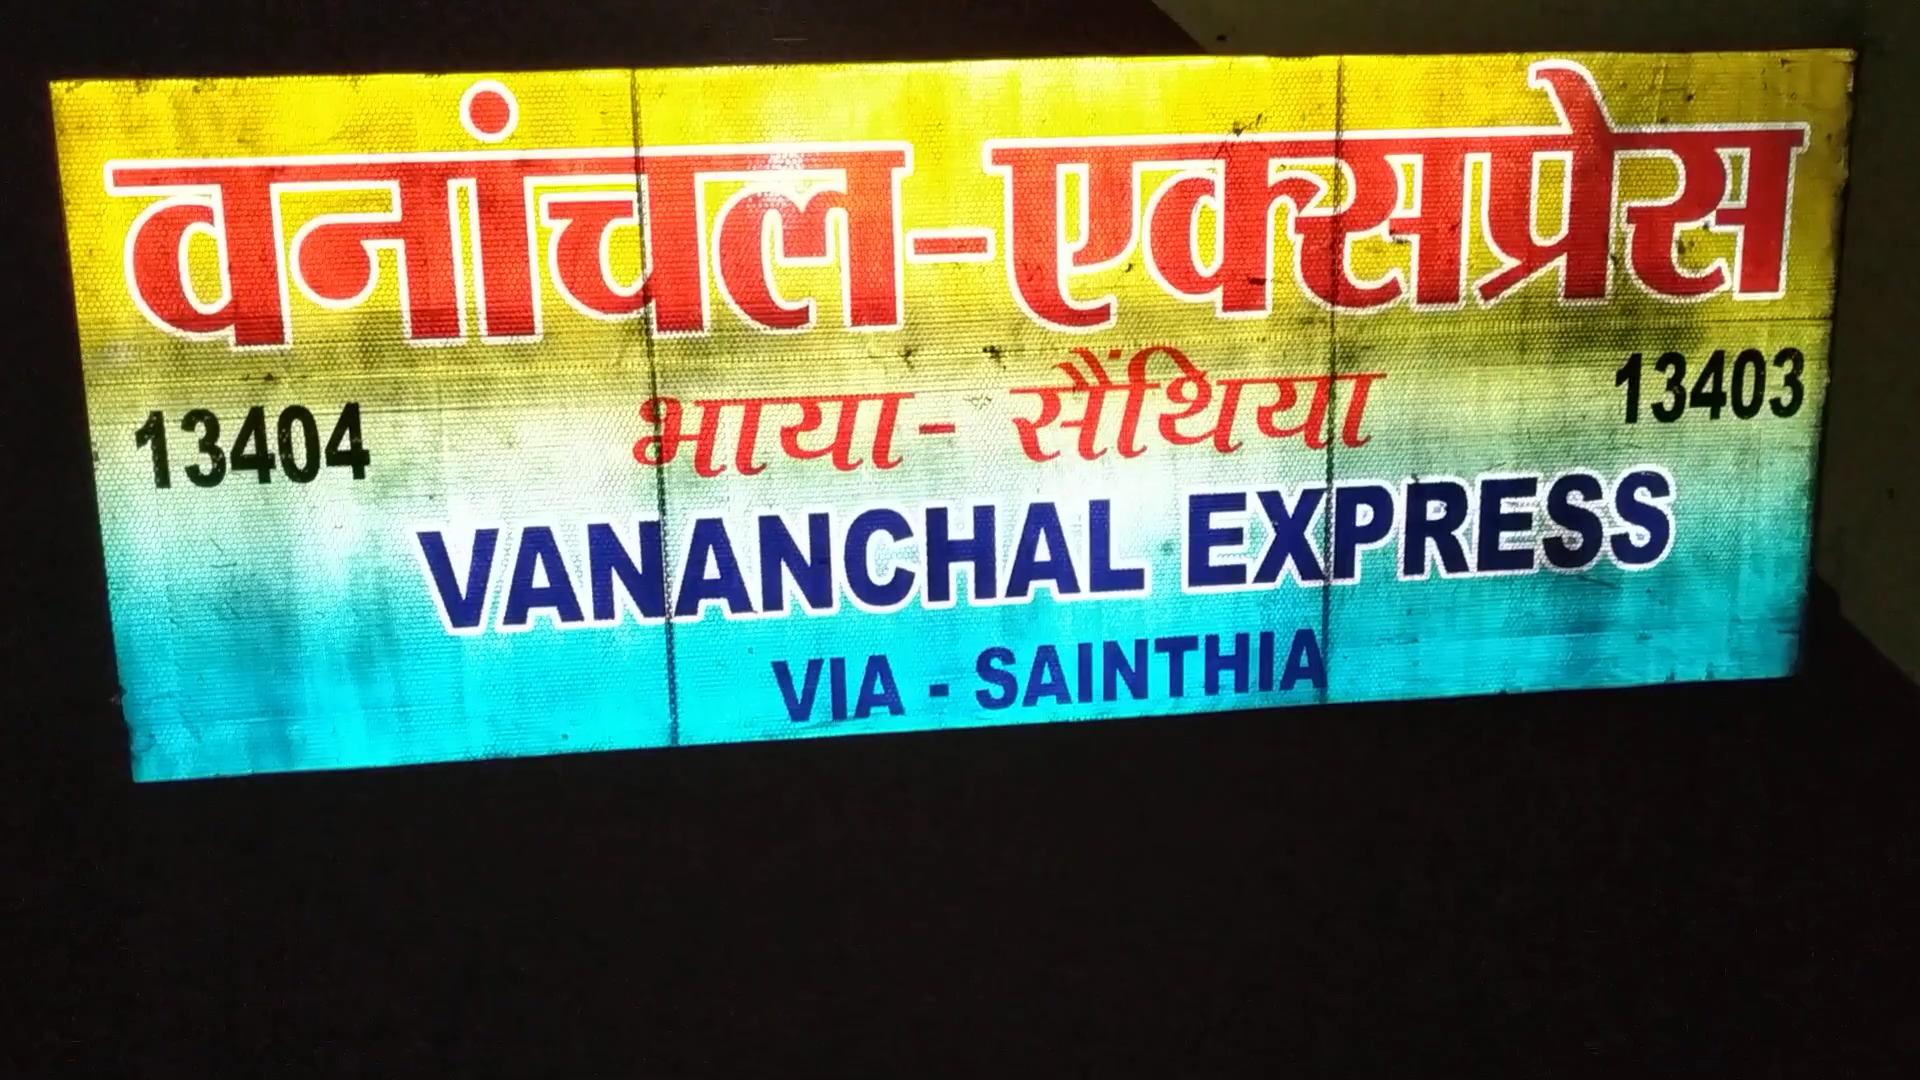 वनांचल-एक्सप्रेस
13404 भाया - सैंथिया 13403
VANANCHAL EXPRESS
VIA - SAINTHIA